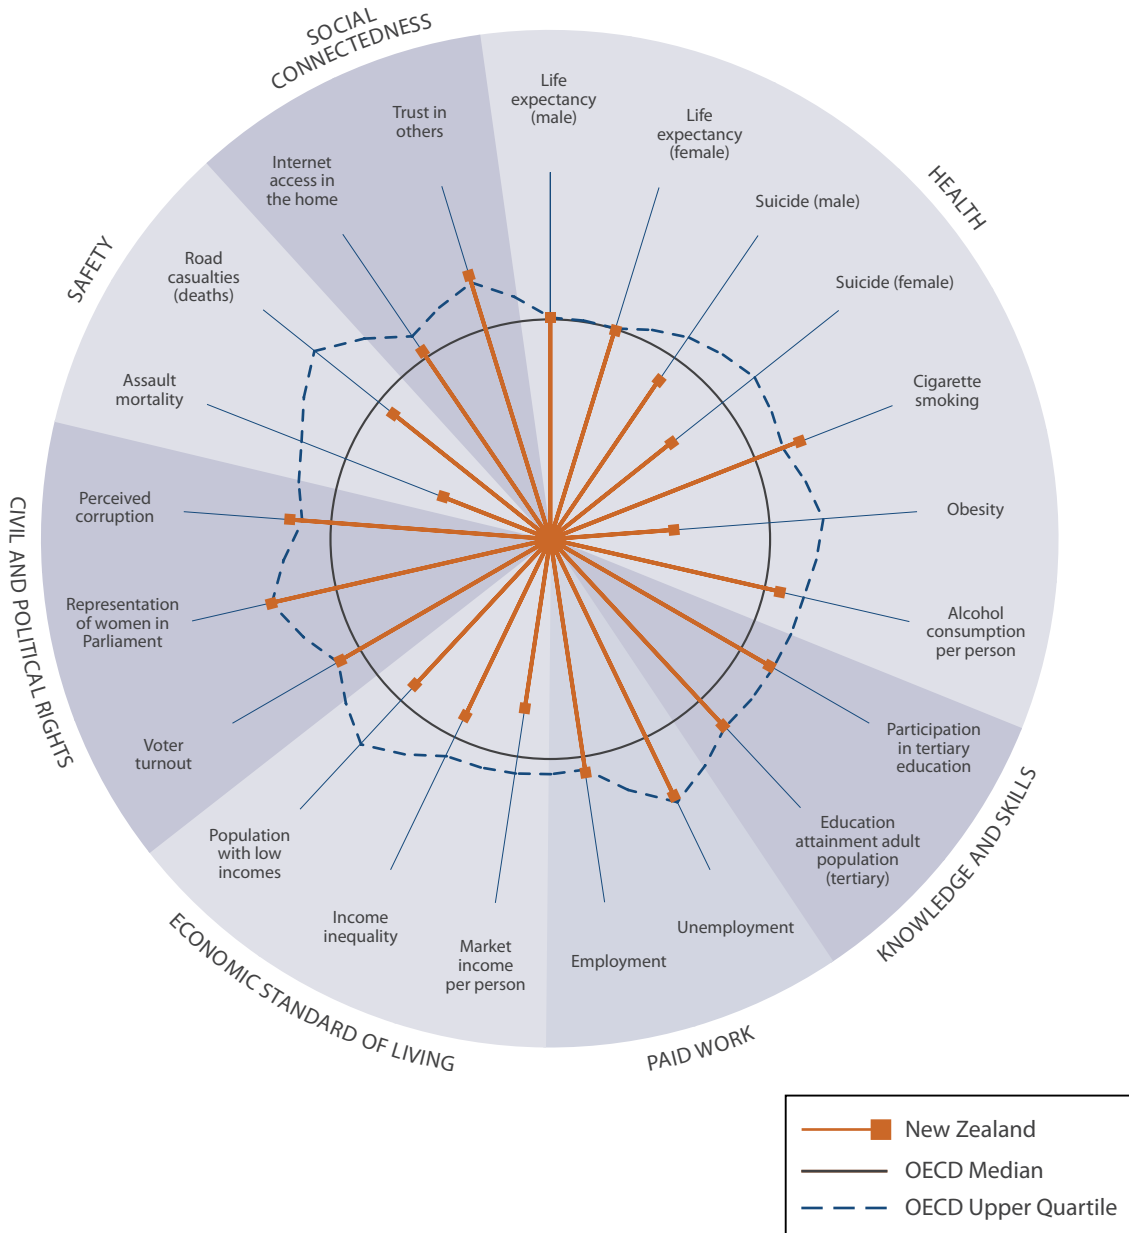 SOCIAL
CONNECTEDNESS
Trust in
others
Internet
access in
the home
Life
expectancy
(male)
Life
expectancy
(female)
Suicide (male)
Suicide (female)
Cigarette
smoking
Obesity
Alcohol
consumption
per person
HEALTH
Participation
in tertiary
education
Education
attainment adult
population
(tertiary)
KNOWLEDGE AND SKILLS
Unemployment
Employment
PAID WORK
Market
income
per person
Income
inequality
Population
with low
incomes
ECONOMIC STANDARD OF LIVING
Voter
turnout
Representation
of women in
Parliament
Perceived
corruption
CIVIL AND POLITICAL RIGHTS
Assault
mortality
Road
casualties
(deaths)
SAFETY
New Zealand
OECD Median
OECD Upper Quartile